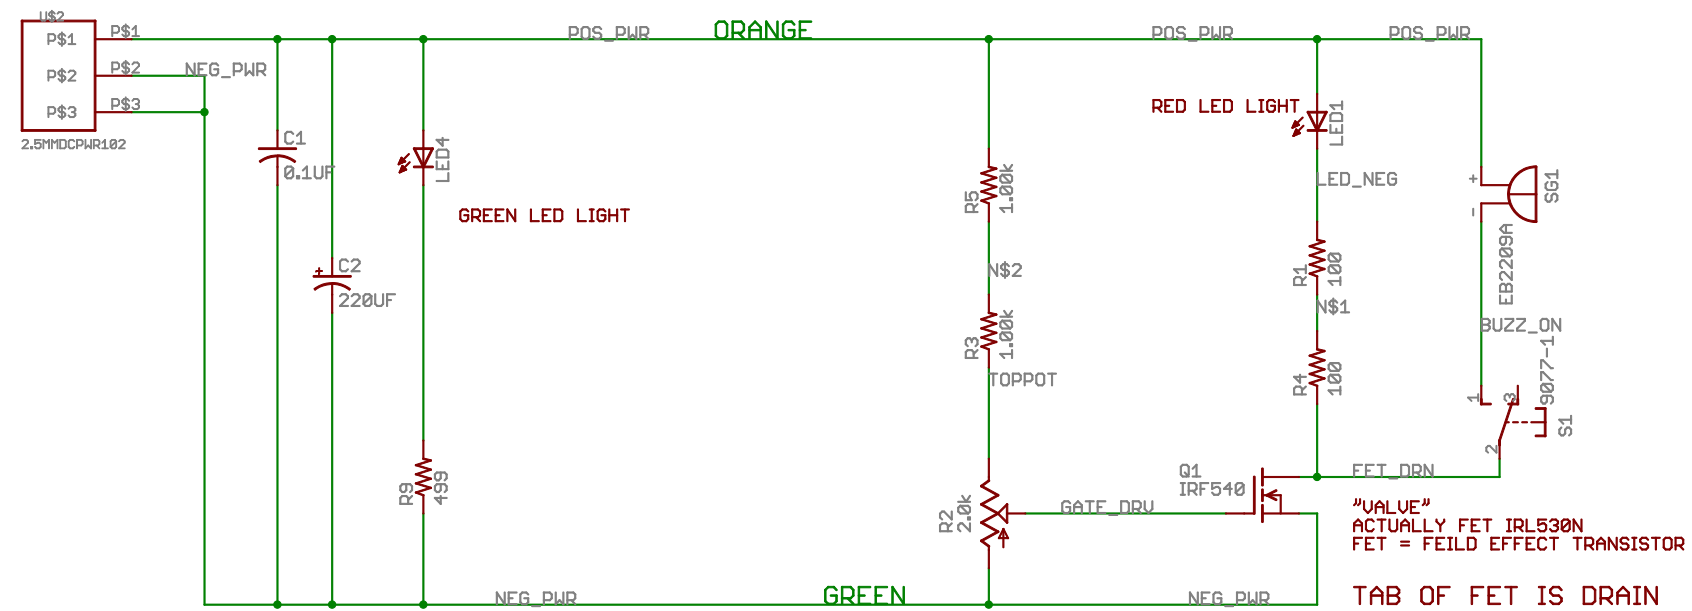 U$2
P$1
P$1
P$2
P$2
P$3
P$3
2.5MMDCPWR102
NEG_PWR
POS_PWR
ORANGE
POS_PWR
POS_PWR
C1
0.1UF
C2
+
220UF
LED4
GREEN LED LIGHT
R9
499
R5
1.00k
N$2
R3
1.00k
TOPPOT
R2
2.0k
GATE_DRV
RED LED LIGHT
LED1
LED_NEG
R1
100
N$1
R4
100
Q1
IRF540
FET_DRN
+
-
SG1
EB2209A
BUZZ_ON
9077-1
1
3
2
S1
"VALVE"
ACTUALLY FET IRL530N
FET = FEILD EFFECT TRANSISTOR
TAB OF FET IS DRAIN
NEG_PWR
GREEN
NEG_PWR